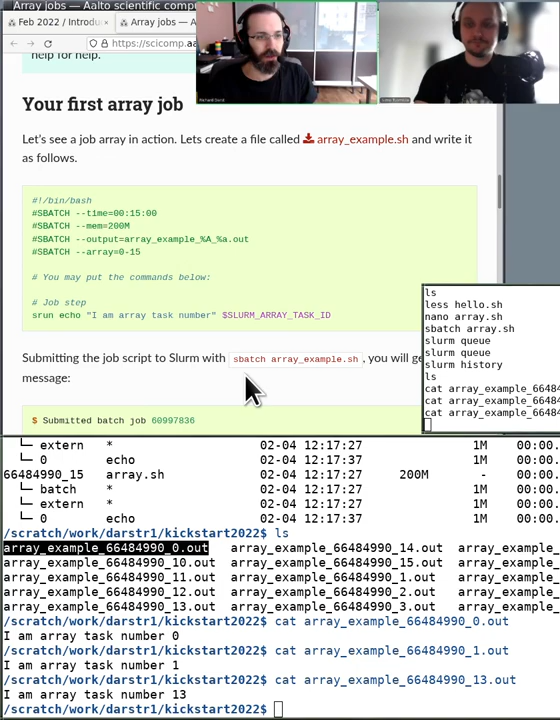 Array jobs — Aalto scientific comp
Feb 2022 / Introdu
Array jobs — A
https://scicomp.aa
help for help.
Your first array job
Let's see a job array in action. Lets create a file called array_example.sh and write it
as follows.
#!/bin/bash
#SBATCH --time=00:15:00
#SBATCH --mem=200M
#SBATCH --output=array_example_%A_%a.out
#SBATCH --array=0-15
# You may put the commands below:
# Job step
srun echo "I am array task number" $SLURM_ARRAY_TASK_ID
Submitting the job script to Slurm with sbatch array_example.sh, you will ge
message:
$ Submitted batch job 60997836
ls
less hello.sh
nano array.sh
sbatch array.sh
slurm queue
slurm queue
slurm history
ls
cat array_example_6648
cat array_example_6648
cat array_example_6648
└─ extern * 02-04 12:17:27 1M 00:00.
└─ 0 echo 02-04 12:17:37 1M 00:00.
66484990_15 array.sh 02-04 12:17:27 200M - 00:00.
└─ batch * 02-04 12:17:27 1M 00:00.
└─ extern * 02-04 12:17:27 1M 00:00.
└─ 0 echo 02-04 12:17:37 1M 00:00.
/scratch/work/darstr1/kickstart2022$ ls
array_example_66484990_0.out array_example_66484990_14.out array_example_
array_example_66484990_10.out array_example_66484990_15.out array_example_
array_example_66484990_11.out array_example_66484990_1.out array_example_
array_example_66484990_12.out array_example_66484990_2.out array_example_
array_example_66484990_13.out array_example_66484990_3.out array_example_
/scratch/work/darstr1/kickstart2022$ cat array_example_66484990_0.out
I am array task number 0
/scratch/work/darstr1/kickstart2022$ cat array_example_66484990_1.out
I am array task number 1
/scratch/work/darstr1/kickstart2022$ cat array_example_66484990_13.out
I am array task number 13
/scratch/work/darstr1/kickstart2022$